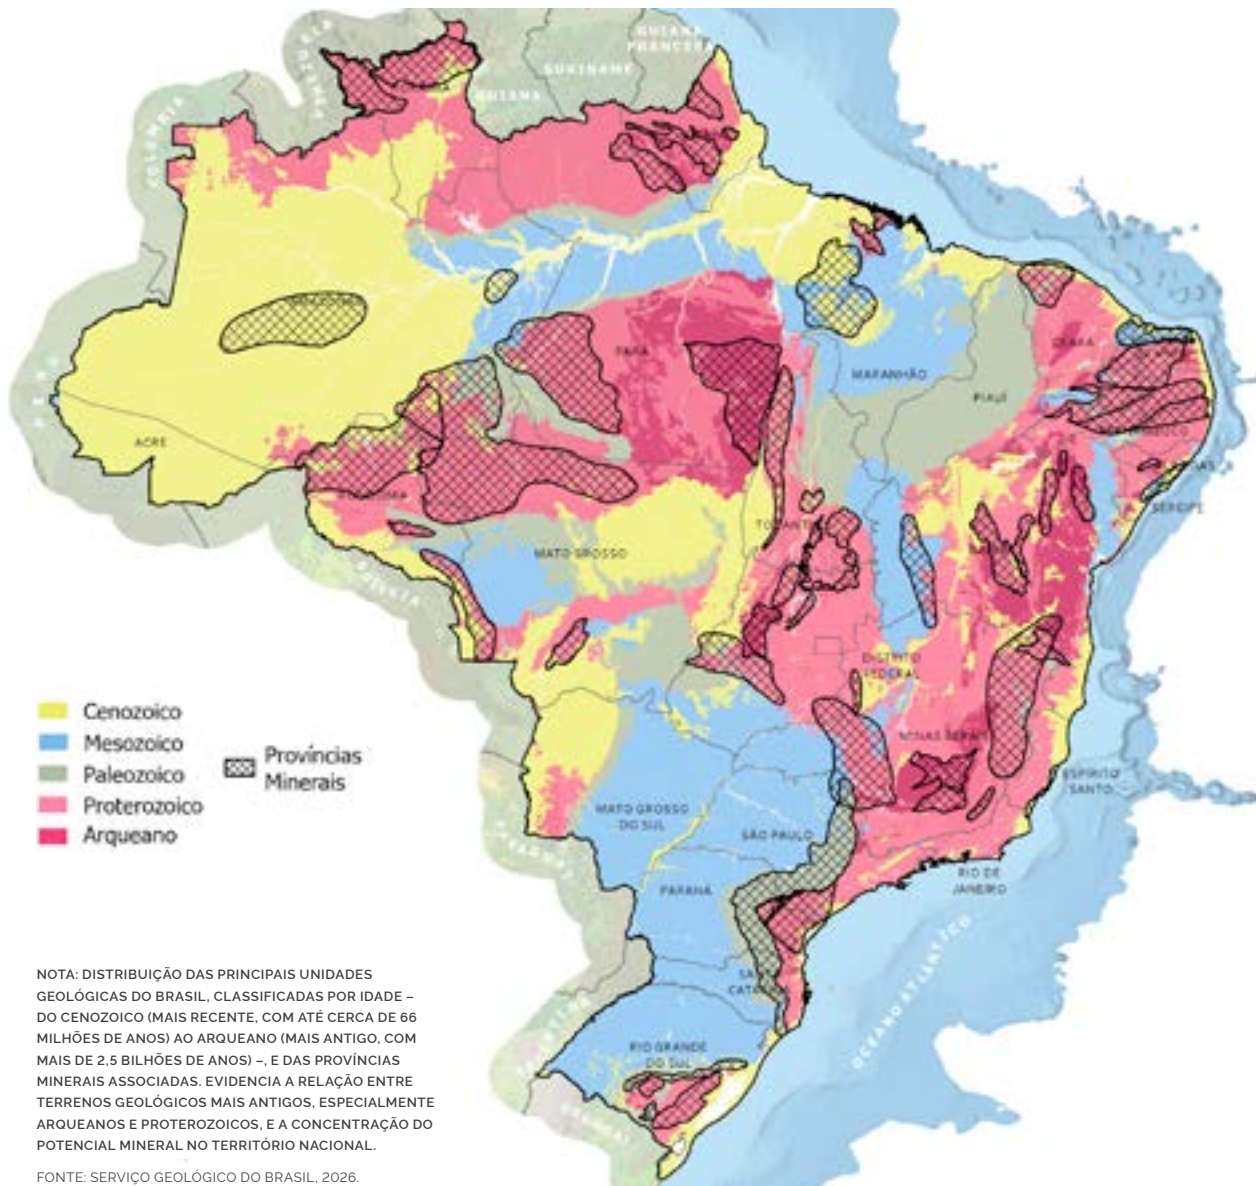 VENEZUELA
GUIANA
FRANCESA
SURINAME
GUIANA
COLÔMBIA
PARÁ
CEARÁ
MARANHÃO
PIAUÍ
ACRE
SERGIPE
MATO GROSSO
DISTRITO
FEDERAL
Cenozoico
Mesozoico
Paleozoico
Proterozoico
Arqueano
Províncias
Minerais
MINAS GERAIS
ESPÍRITO
SANTO
MATO GROSSO
DO SUL
SÃO PAULO
RIO DE
JANEIRO
PARANÁ
OCEANO ATLÂNTICO
RIO GRANDE
DO SUL
NOTA: DISTRIBUIÇÃO DAS PRINCIPAIS UNIDADES
GEOLÓGICAS DO BRASIL, CLASSIFICADAS POR IDADE –
DO CENOZOICO (MAIS RECENTE, COM ATÉ CERCA DE 66
MILHÕES DE ANOS) AO ARQUEANO (MAIS ANTIGO, COM
MAIS DE 2,5 BILHÕES DE ANOS) –, E DAS PROVÍNCIAS
MINERAIS ASSOCIADAS. EVIDENCIA A RELAÇÃO ENTRE
TERRENOS GEOLÓGICOS MAIS ANTIGOS, ESPECIALMENTE
ARQUEANOS E PROTEROZOICOS, E A CONCENTRAÇÃO DO
POTENCIAL MINERAL NO TERRITÓRIO NACIONAL.
FONTE: SERVIÇO GEOLÓGICO DO BRASIL, 2026.